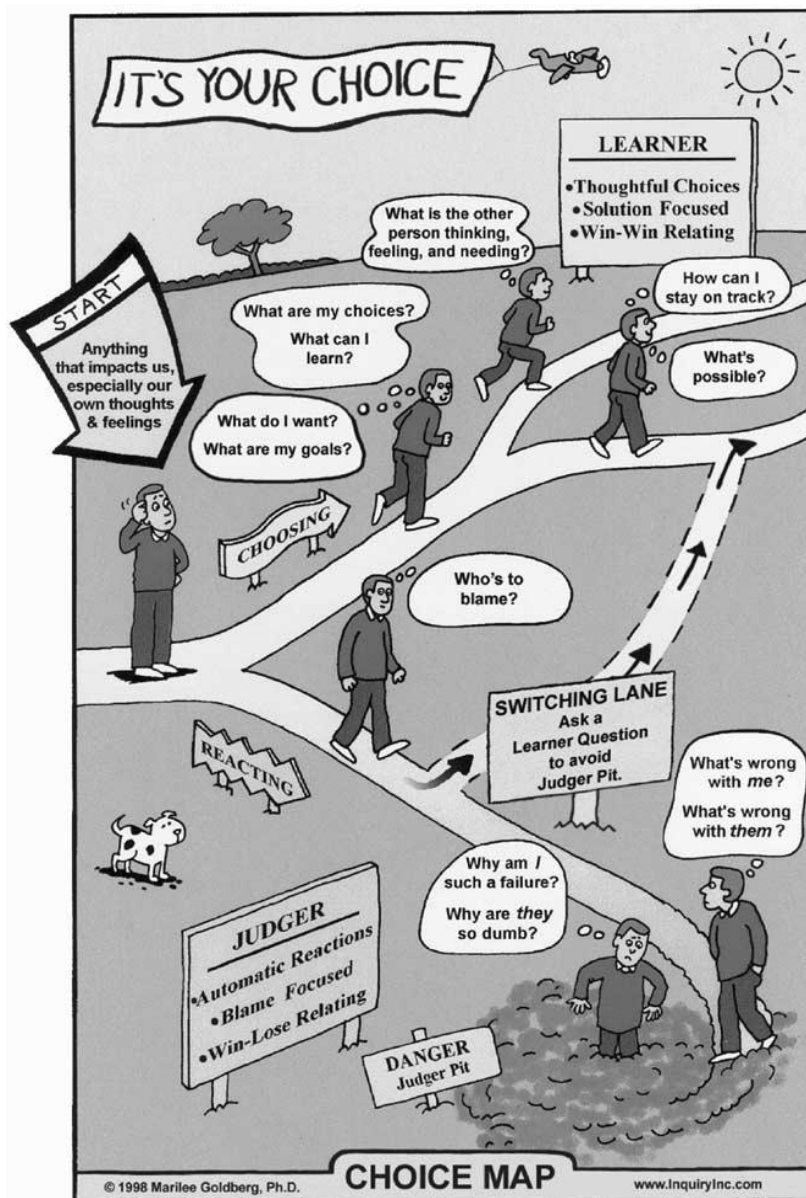 IT'S YOUR CHOICE
LEARNER
•Thoughtful Choices
•Solution Focused
•Win-Win Relating
What is the other
person thinking,
feeling, and needing?
How can I
stay on track?
What's
possible?
START
Anything
that impacts us,
especially our
own thoughts
& feelings
What are my choices?
What can I
learn?
What do I want?
What are my goals?
CHOOSING
Who's to
blame?
REACTING
SWITCHING LANE
Ask a
Learner Question
to avoid
Judger Pit.
What's wrong
with me?
What's wrong
with them?
Why am I
such a failure?
Why are they
so dumb?
JUDGER
•Automatic Reactions
•Blame Focused
•Win-Lose Relating
DANGER
Judger Pit
© 1998 Marilee Goldberg, Ph.D.
CHOICE MAP
www.InquiryInc.com